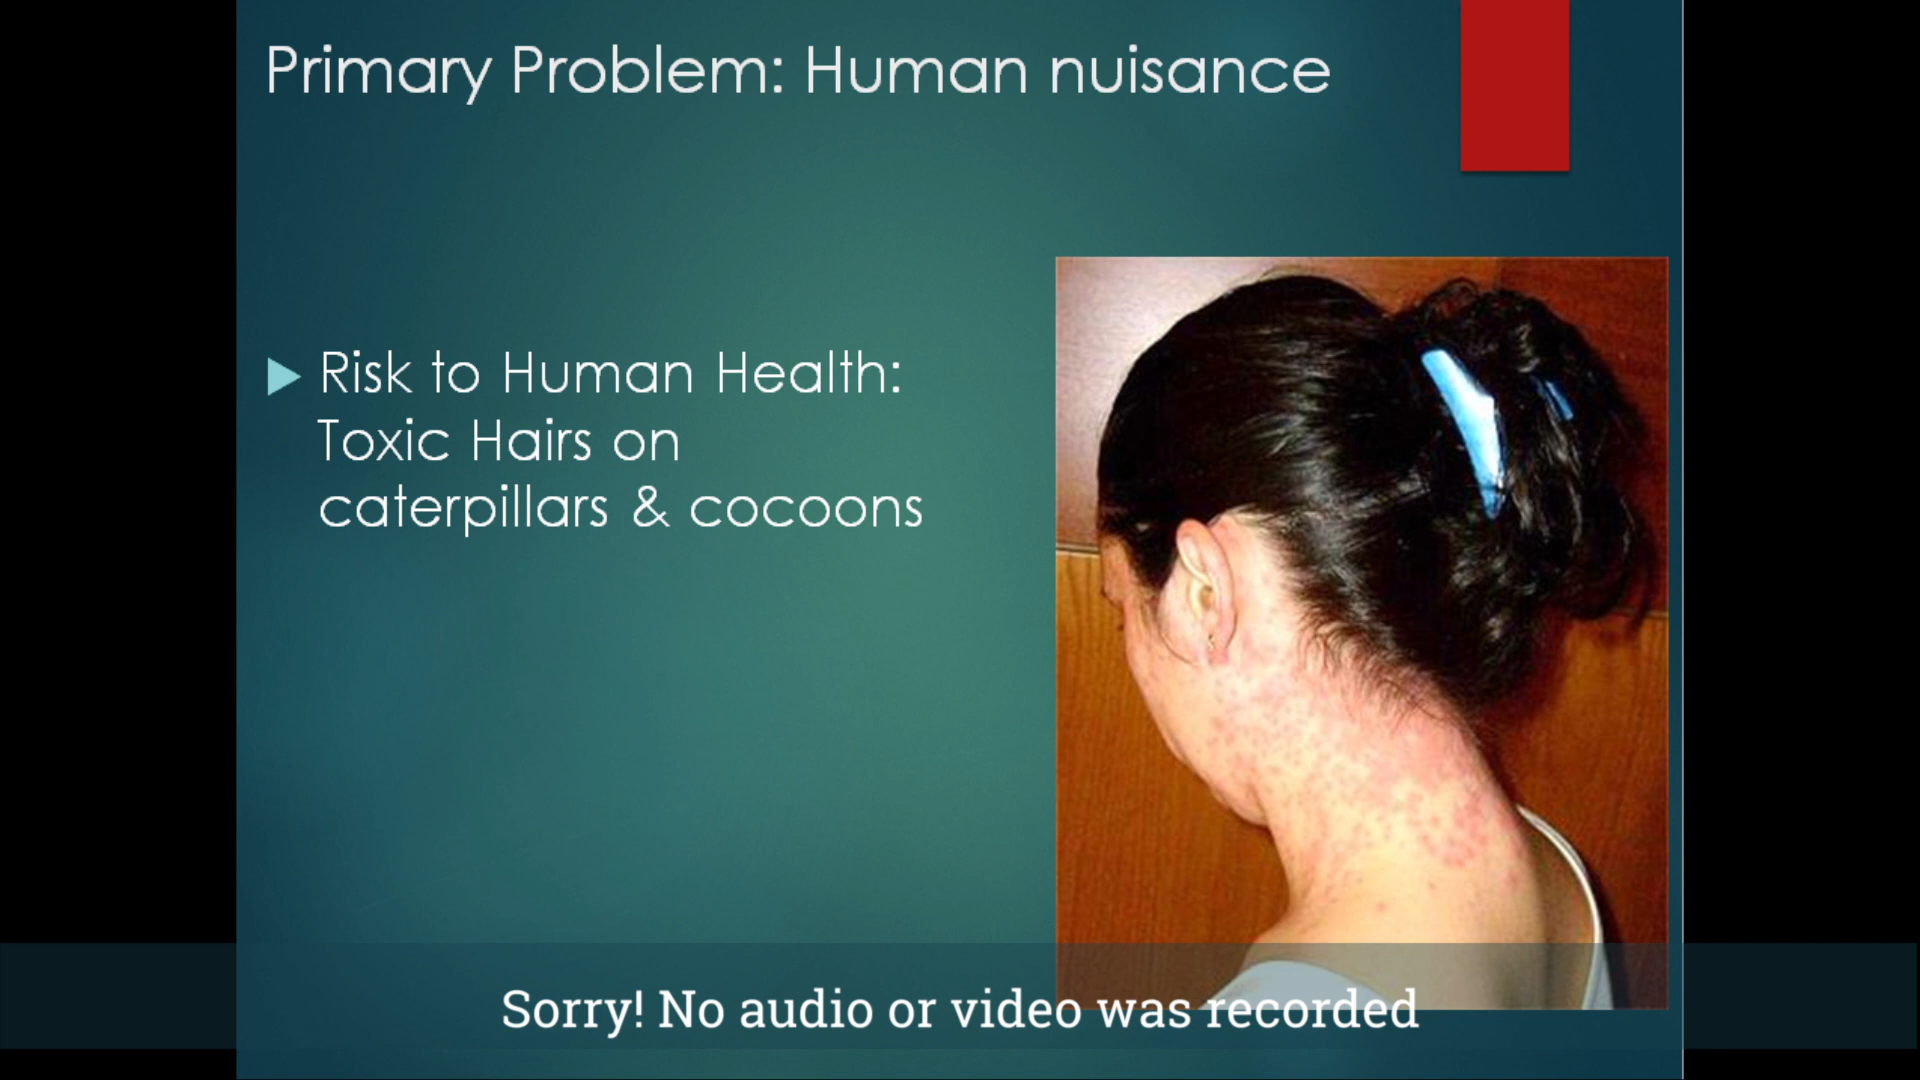 Primary Problem: Human nuisance
Risk to Human Health:
Toxic Hairs on
caterpillars & cocoons
Sorry! No audio or video was recorded